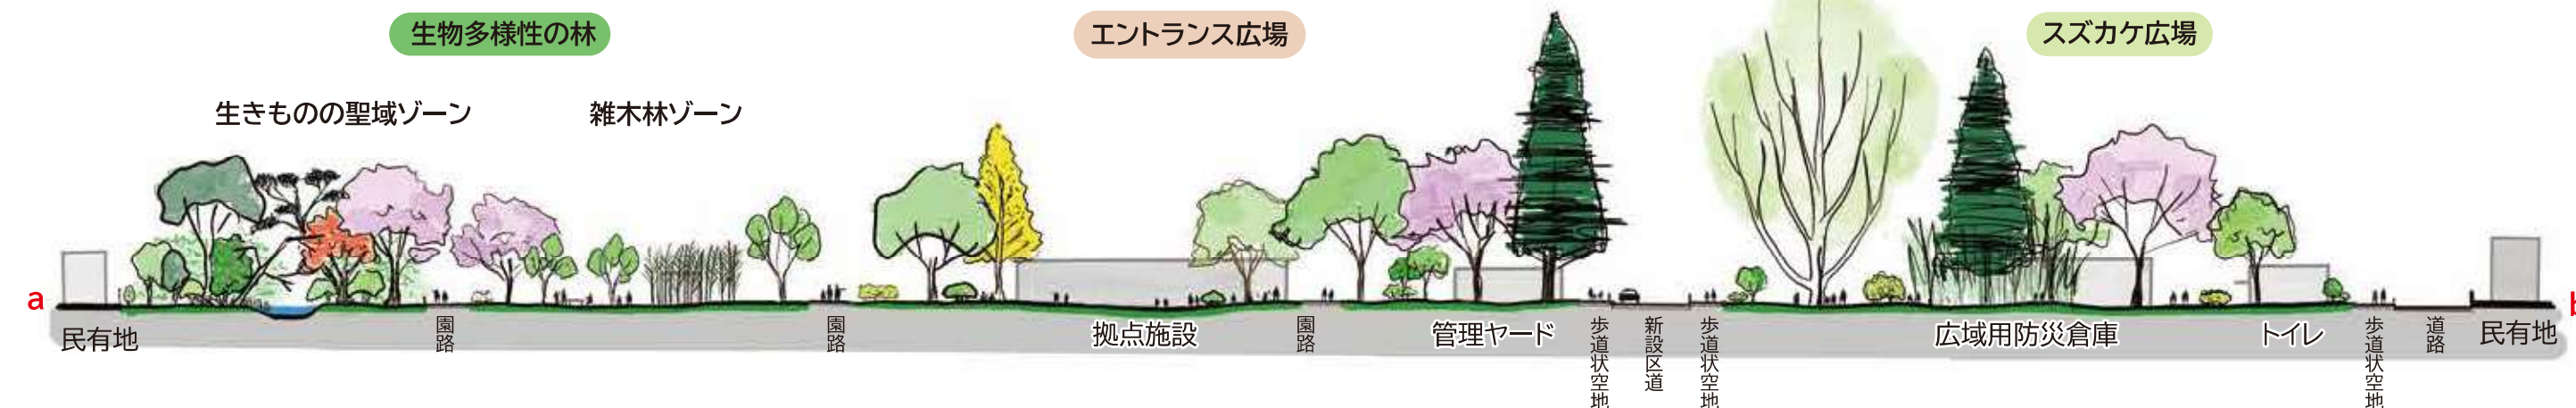 生物多様性の林
エントランス広場
スズカケ広場
生きものの聖域ゾーン
雑木林ゾーン
a
b
民有地
園路
園路
拠点施設
園路
管理ヤード
歩道状空地
新設区道
歩道状空地
広域用防災倉庫
トイレ
歩道状空地
道路
民有地